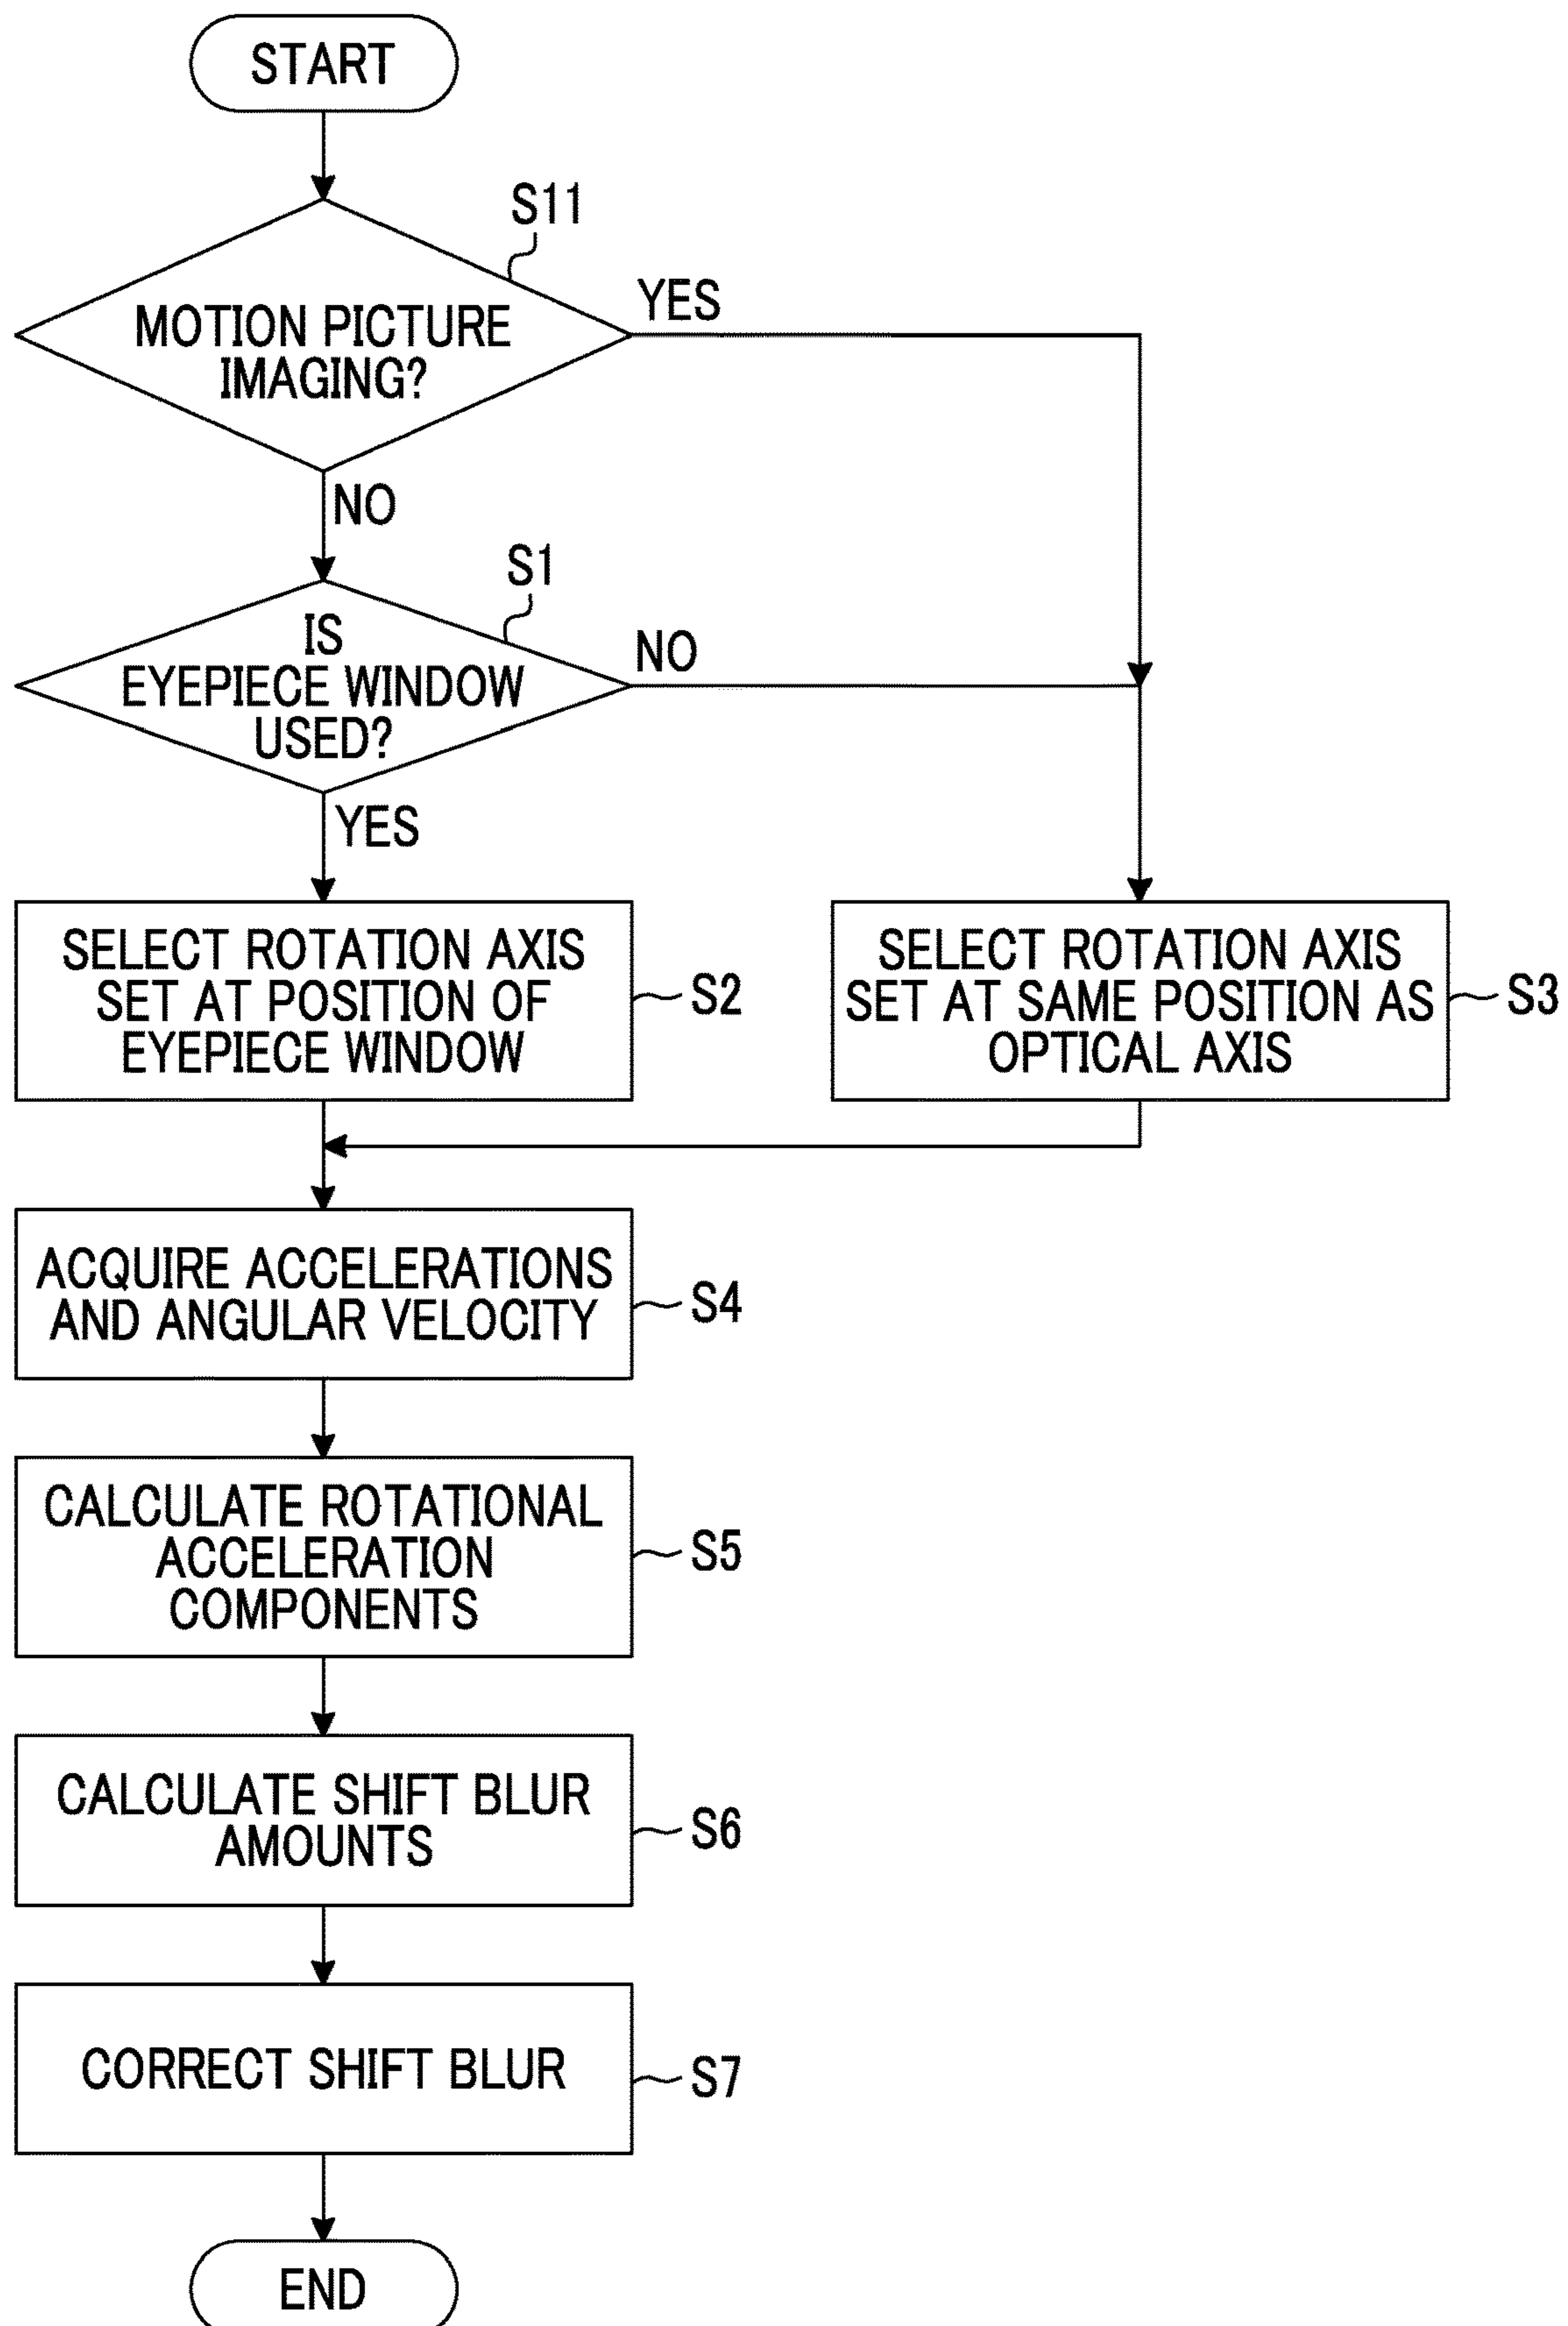 START
S11
MOTION PICTURE
IMAGING?
YES
NO
S1
IS
EYEPIECE WINDOW
USED?
NO
YES
SELECT ROTATION AXIS
SET AT POSITION OF
EYEPIECE WINDOW
S2
SELECT ROTATION AXIS
SET AT SAME POSITION AS
OPTICAL AXIS
S3
ACQUIRE ACCELERATIONS
AND ANGULAR VELOCITY
S4
CALCULATE ROTATIONAL
ACCELERATION
COMPONENTS
S5
CALCULATE SHIFT BLUR
AMOUNTS
S6
CORRECT SHIFT BLUR
S7
END